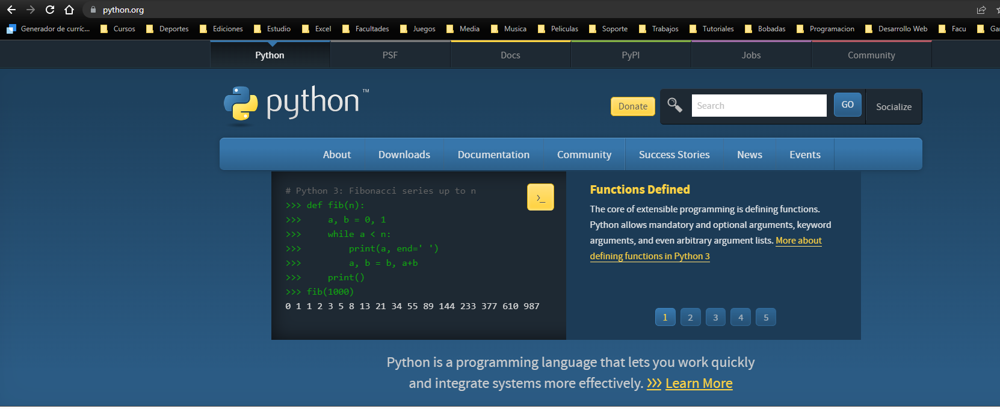 python.org
Generador de curríc... Cursos Deportes Ediciones Estudio Excel Facultades Juegos Media Musica Peliculas Soporte Trabajos Tutoriales Bobadas Programacion Desarrollo Web Facu Ga
Python PSF Docs PyPI Jobs Community
python™
Donate Search GO Socialize
About Downloads Documentation Community Success Stories News Events
# Python 3: Fibonacci series up to n
>>> def fib(n):
>>>     a, b = 0, 1
>>>     while a < n:
>>>         print(a, end=' ')
>>>         a, b = b, a+b
>>>     print()
>>> fib(1000)
0 1 1 2 3 5 8 13 21 34 55 89 144 233 377 610 987
>_
Functions Defined
The core of extensible programming is defining functions.
Python allows mandatory and optional arguments, keyword
arguments, and even arbitrary argument lists. More about
defining functions in Python 3
1 2 3 4 5
Python is a programming language that lets you work quickly
and integrate systems more effectively. >>> Learn More